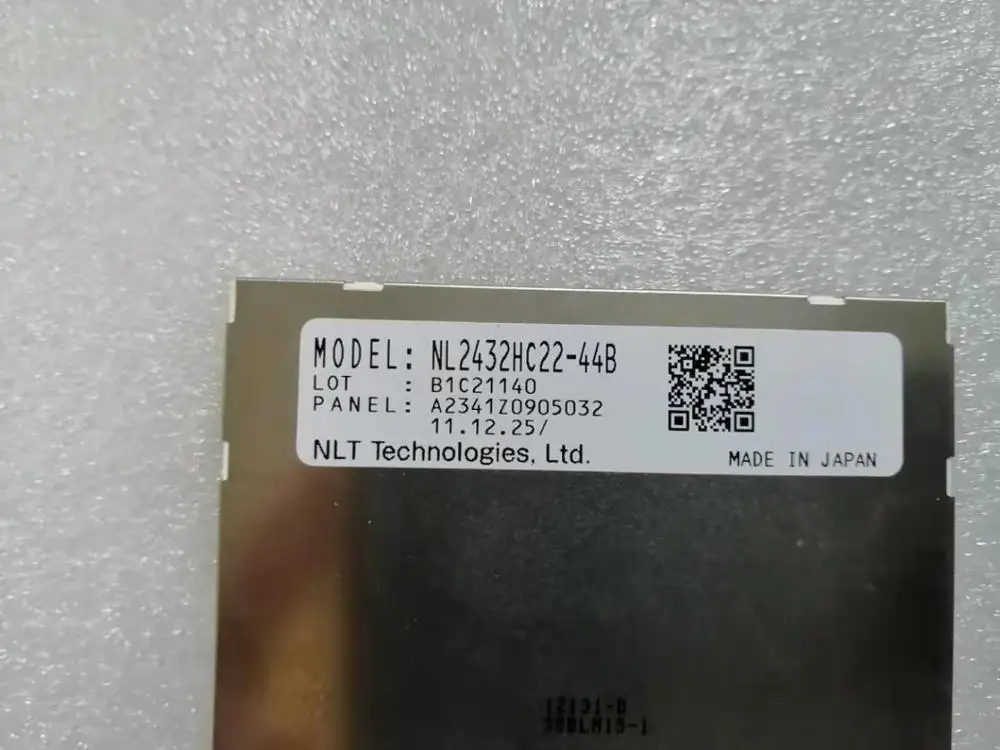 MODEL: NL2432HC22-44B
LOT : B1C21140
PANEL: A2341Z0905032
11.12.25/
NLT Technologies, Ltd.
MADE IN JAPAN